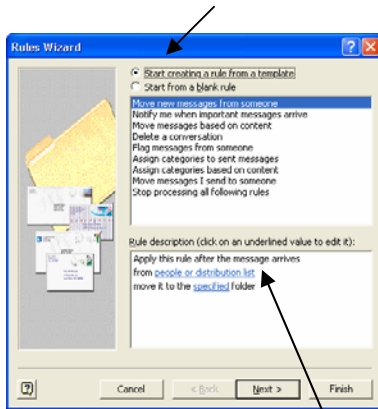 Rules Wizard
Start creating a rule from a template
Start from a blank rule
Move new messages from someone
Notify me when important messages arrive
Move messages based on content
Delete a conversation
Flag messages from someone
Assign categories to sent messages
Assign categories based on content
Move messages I send to someone
Stop processing all following rules
Rule description (click on an underlined value to edit it):
Apply this rule after the message arrives
from people or distribution list
move it to the specified folder
Cancel
< Back
Next >
Finish